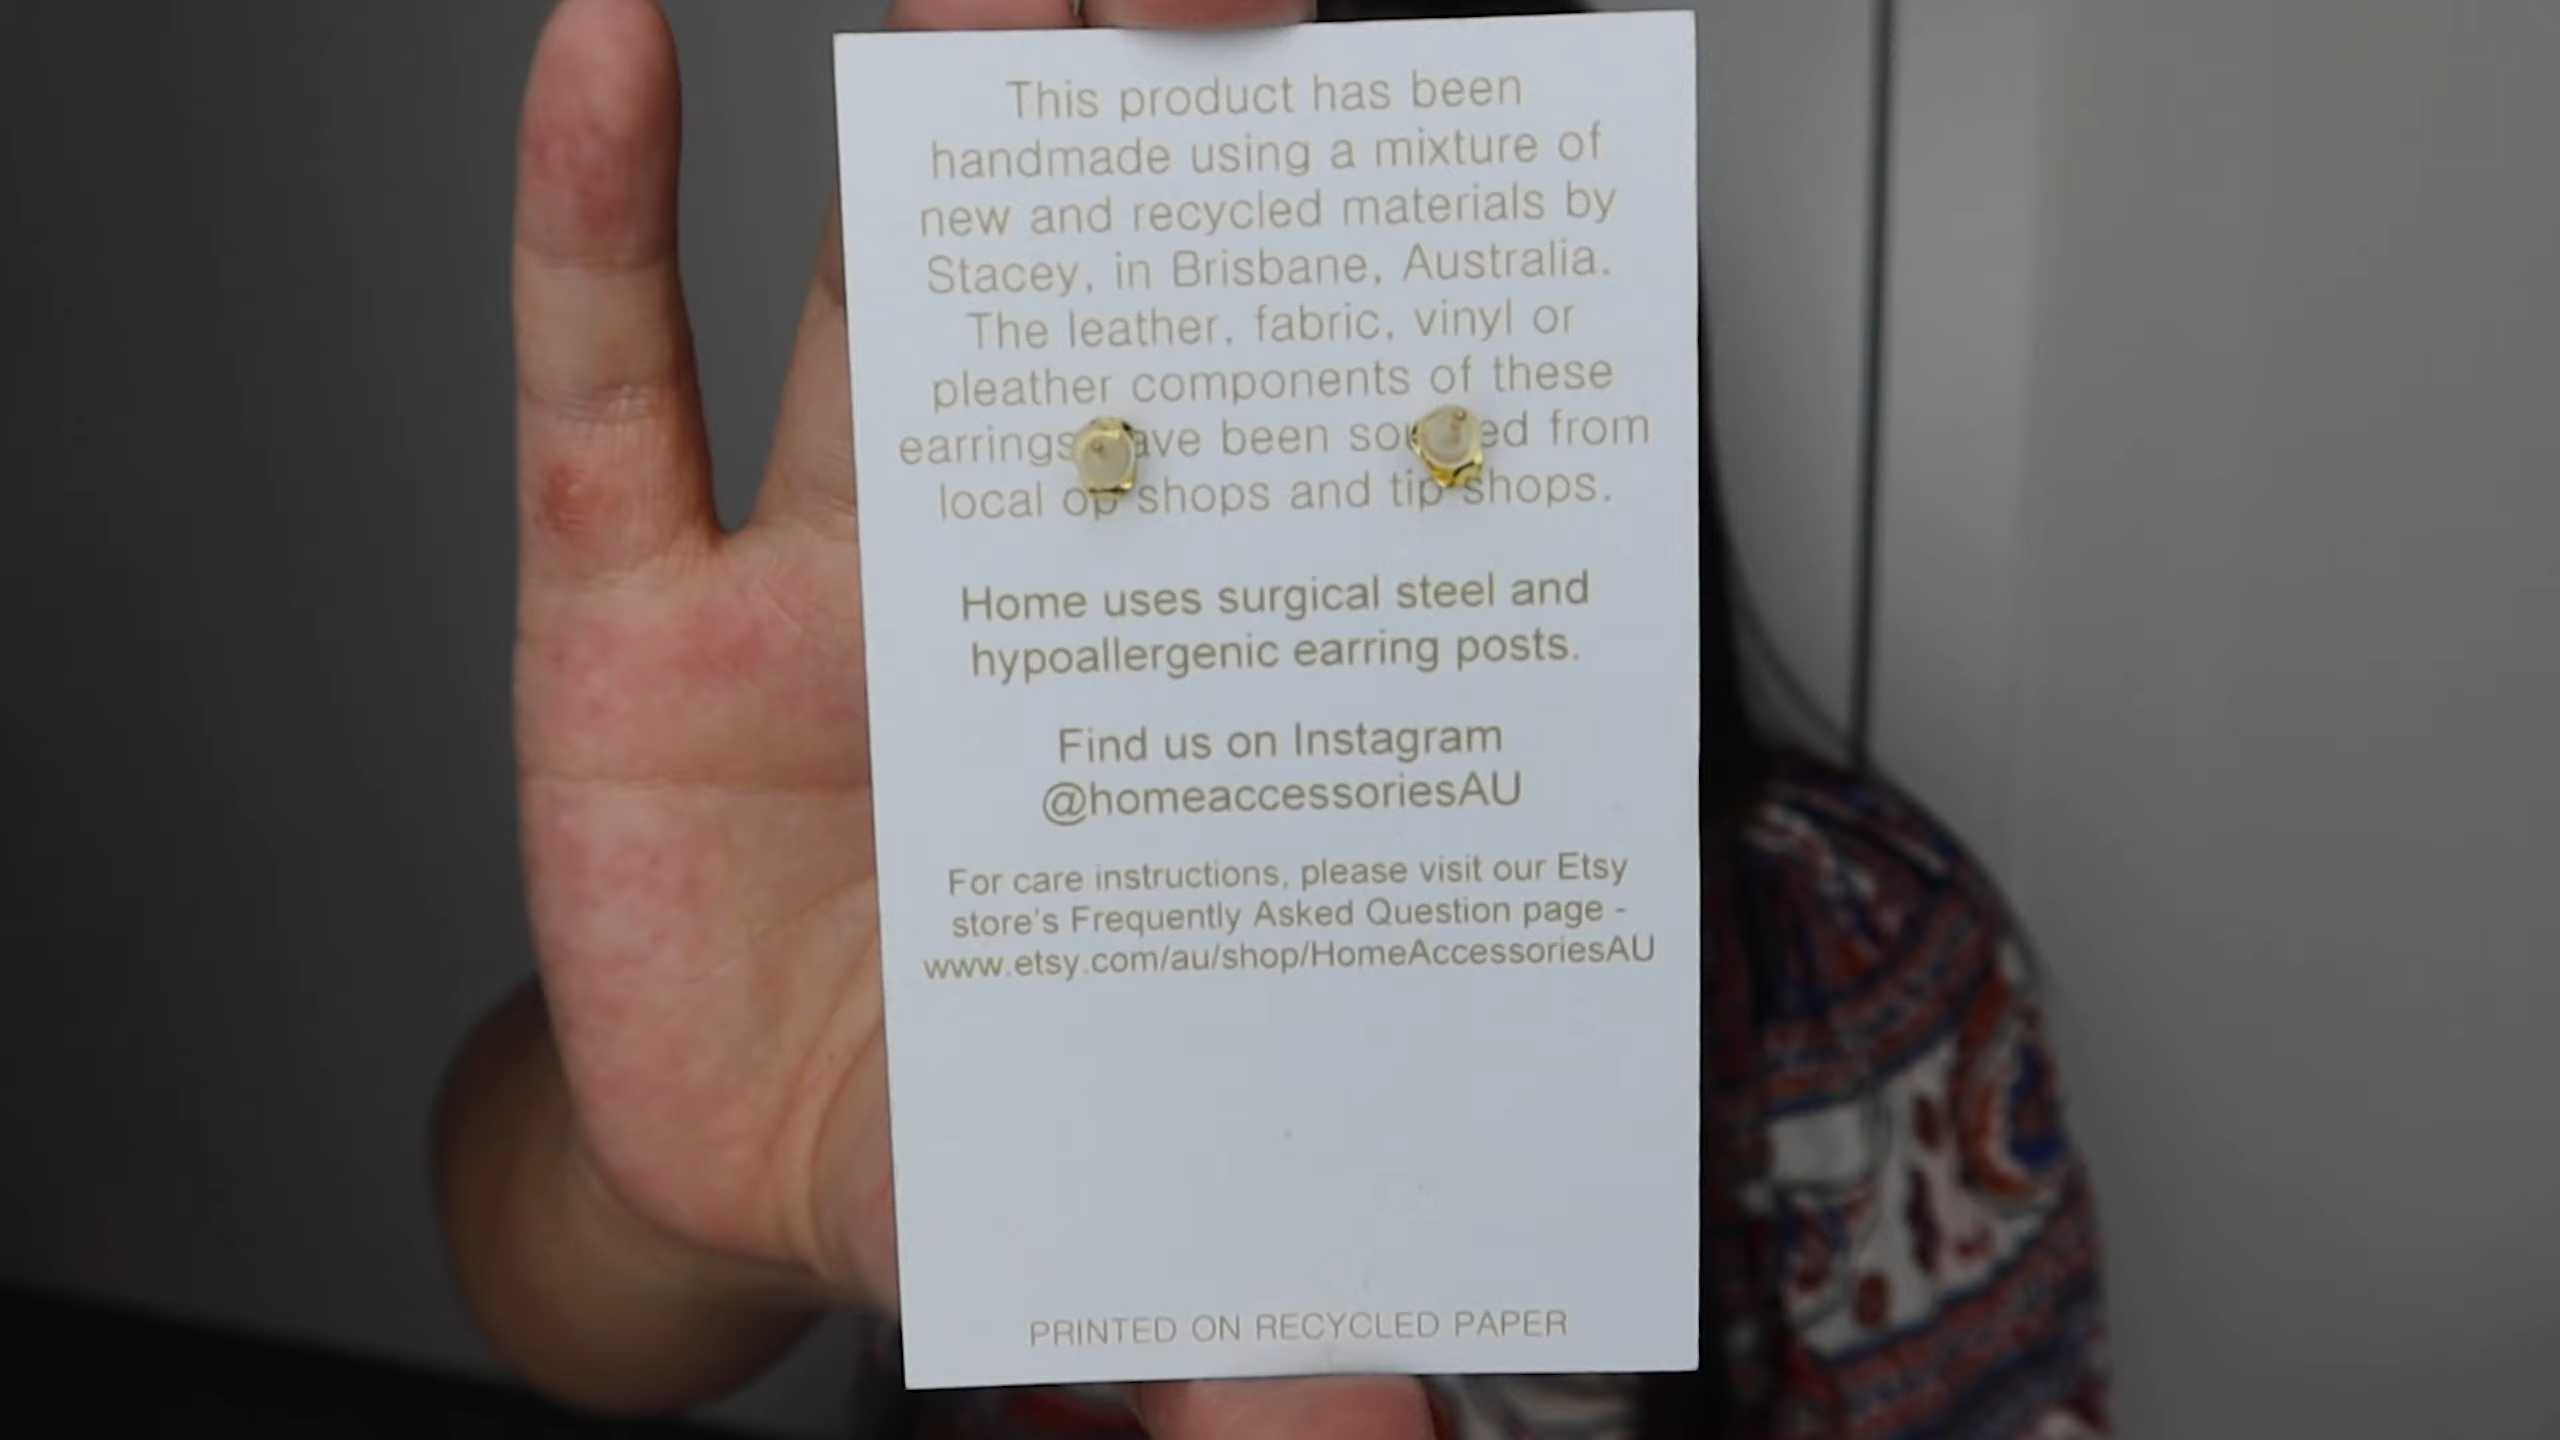 This product has been
handmade using a mixture of
new and recycled materials by
Stacey, in Brisbane, Australia.
The leather, fabric, vinyl or
pleather components of these
earrings have been sourced from
local op shops and tip shops.
Home uses surgical steel and
hypoallergenic earring posts.
Find us on Instagram
@homeaccessoriesAU
For care instructions, please visit our Etsy
store's Frequently Asked Question page -
www.etsy.com/au/shop/HomeAccessoriesAU
PRINTED ON RECYCLED PAPER